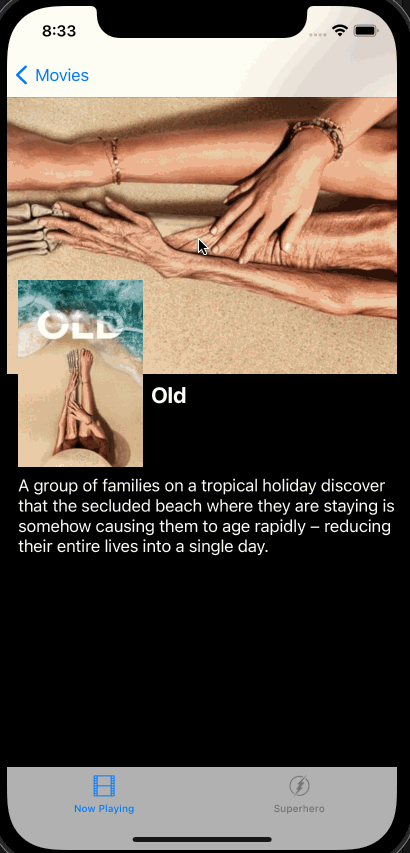 8:33
Movies
OLD
Old
A group of families on a tropical holiday discover
that the secluded beach where they are staying is
somehow causing them to age rapidly – reducing
their entire lives into a single day.
Now Playing
Superhero